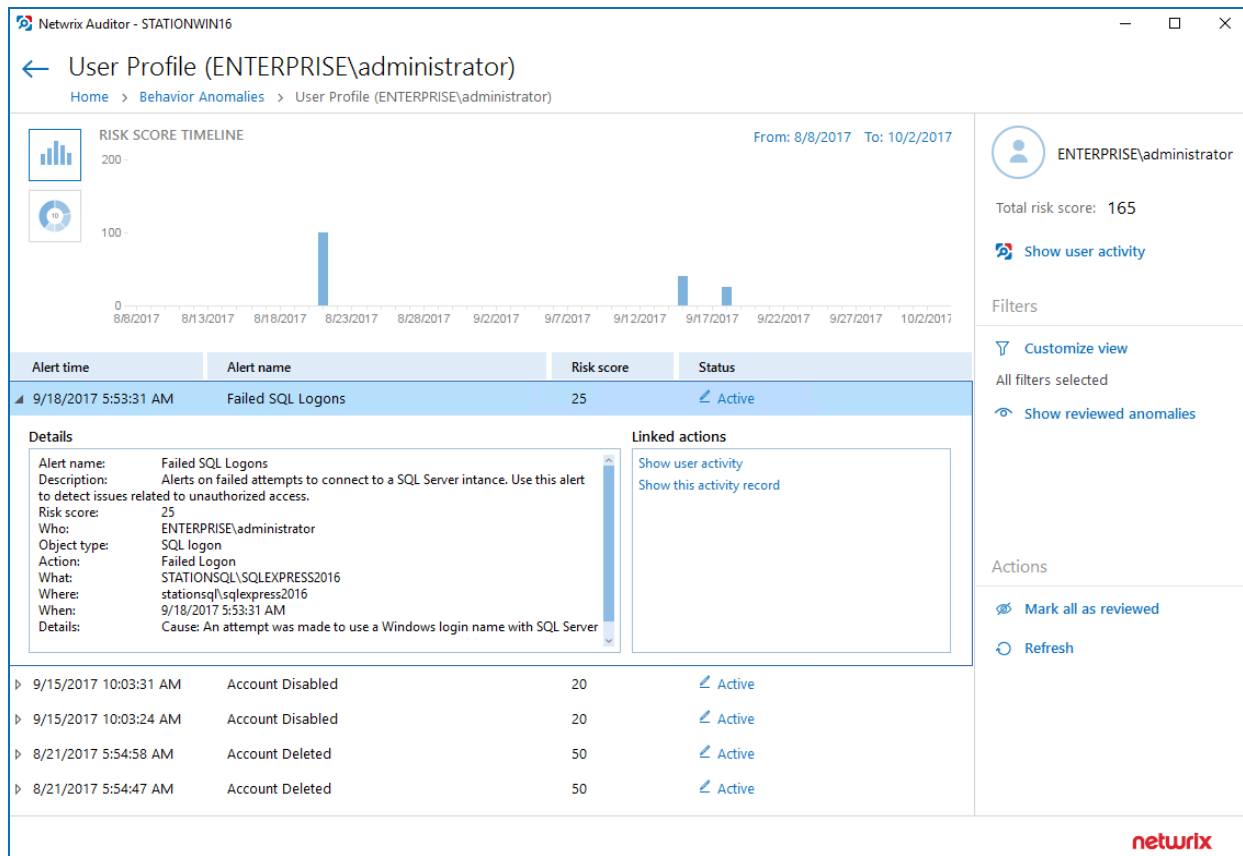 Netwrix Auditor - STATIONWIN16
User Profile (ENTERPRISE\administrator)
Home > Behavior Anomalies > User Profile (ENTERPRISE\administrator)
RISK SCORE TIMELINE
From: 8/8/2017 To: 10/2/2017
200
100
0
8/8/2017 8/13/2017 8/18/2017 8/23/2017 8/28/2017 9/2/2017 9/7/2017 9/12/2017 9/17/2017 9/22/2017 9/27/2017 10/2/2017
10
Alert time Alert name Risk score Status
9/18/2017 5:53:31 AM Failed SQL Logons 25 Active
Details
Alert name: Failed SQL Logons
Description: Alerts on failed attempts to connect to a SQL Server intance. Use this alert
to detect issues related to unauthorized access.
Risk score: 25
Who: ENTERPRISE\administrator
Object type: SQL logon
Action: Failed Logon
What: STATIONSQL\SQLEXPRESS2016
Where: stationsql\sqlexpress2016
When: 9/18/2017 5:53:31 AM
Details: Cause: An attempt was made to use a Windows login name with SQL Server
Linked actions
Show user activity
Show this activity record
9/15/2017 10:03:31 AM Account Disabled 20 Active
9/15/2017 10:03:24 AM Account Disabled 20 Active
8/21/2017 5:54:58 AM Account Deleted 50 Active
8/21/2017 5:54:47 AM Account Deleted 50 Active
ENTERPRISE\administrator
Total risk score: 165
Show user activity
Filters
Customize view
All filters selected
Show reviewed anomalies
Actions
Mark all as reviewed
Refresh
netwrix